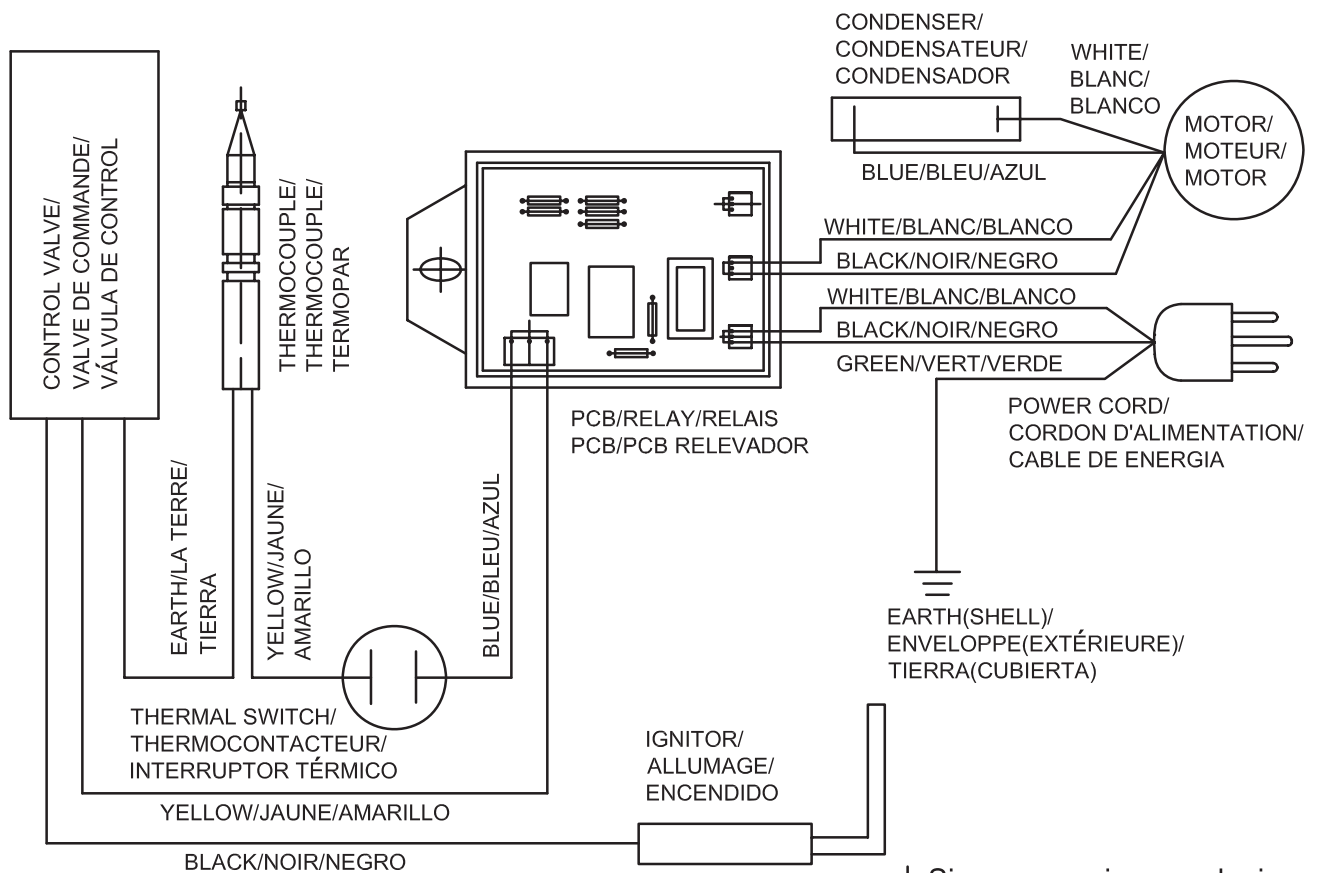 CONDENSER/
CONDENSATEUR/
CONDENSADOR
WHITE/
BLANC/
BLANCO
MOTOR/
MOTEUR/
MOTOR
BLUE/BLEU/AZUL
CONTROL VALVE/
VALVE DE COMMANDE/
VÁLVULA DE CONTROL
THERMOCOUPLE/
THERMOCOUPLE/
TERMOPAR
WHITE/BLANC/BLANCO
BLACK/NOIR/NEGRO
WHITE/BLANC/BLANCO
BLACK/NOIR/NEGRO
GREEN/VERT/VERDE
POWER CORD/
CORDON D'ALIMENTATION/
CABLE DE ENERGIA
PCB/RELAY/RELAIS
PCB/PCB RELEVADOR
EARTH/LA TERRE/
TIERRA
YELLOW/JAUNE/
AMARILLO
BLUE/BLEU/AZUL
EARTH(SHELL)/
ENVELOPPE(EXTÉRIEURE)/
TIERRA(CUBIERTA)
THERMAL SWITCH/
THERMOCONTACTEUR/
INTERRUPTOR TÉRMICO
IGNITOR/
ALLUMAGE/
ENCENDIDO
YELLOW/JAUNE/AMARILLO
BLACK/NOIR/NEGRO